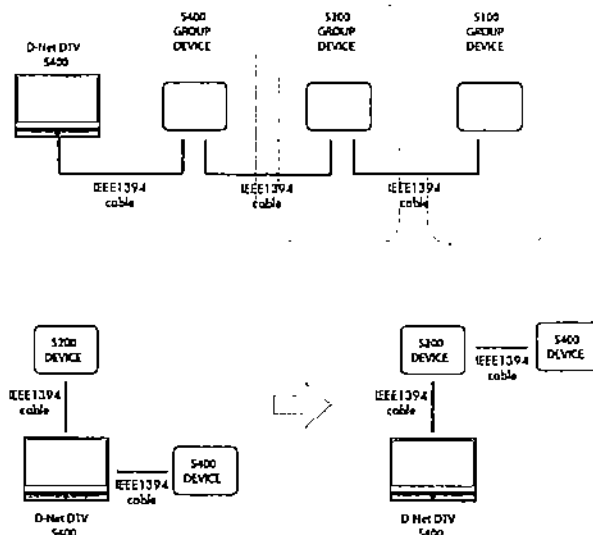 S400
GROUP
DEVICE
S200
GROUP
DEVICE
S100
GROUP
DEVICE
D-Net DTV
S400
IEEE1394
cable
IEEE1394
cable
IEEE1394
cable
S200
DEVICE
IEEE1394
cable
S400
DEVICE
IEEE1394
cable
D-Net DTV
S400
S200
DEVICE
S400
DEVICE
IEEE1394
cable
IEEE1394
cable
D-Net DTV
S400